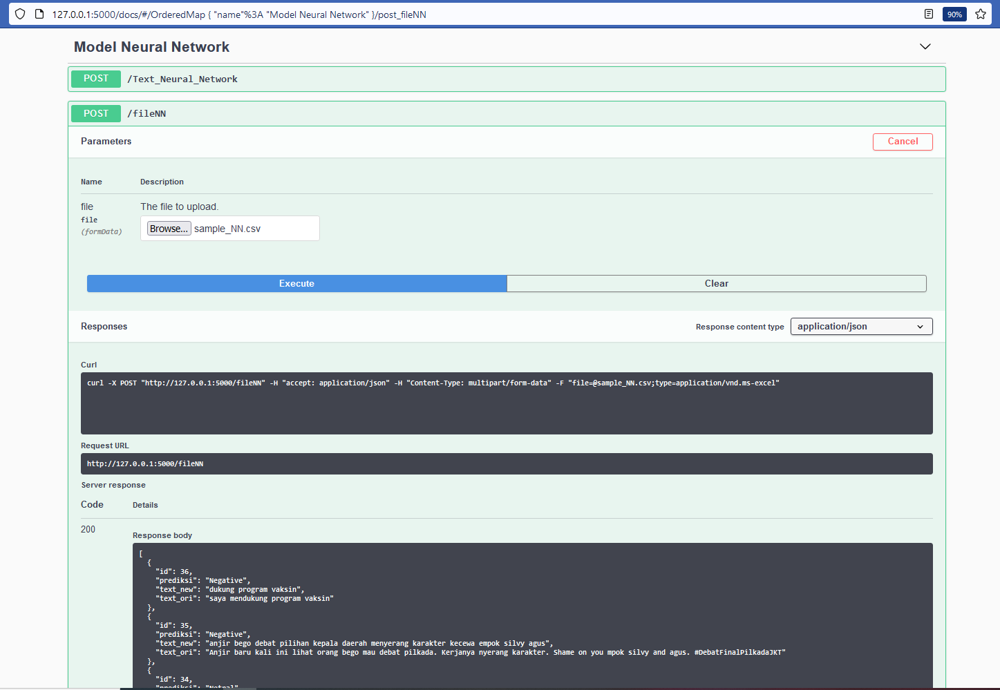 127.0.0.1:5000/docs/#/OrderedMap { "name"%3A "Model Neural Network" }/post_fileNN
90%
Model Neural Network
POST /Text_Neural_Network
POST /fileNN
Parameters
Cancel
Name Description
file The file to upload.
file
(formData)
Browse... sample_NN.csv
Execute
Clear
Responses
Response content type application/json
Curl
curl -X POST "http://127.0.0.1:5000/fileNN" -H "accept: application/json" -H "Content-Type: multipart/form-data" -F "file=@sample_NN.csv;type=application/vnd.ms-excel"
Request URL
http://127.0.0.1:5000/fileNN
Server response
Code Details
200
Response body
[
{
"id": 36,
"prediksi": "Negative",
"text_new": "dukung program vaksin",
"text_ori": "saya mendukung program vaksin"
},
{
"id": 35,
"prediksi": "Negative",
"text_new": "anjir bego debat pilihan kepala daerah menyerang karakter kecewa empok silvy agus",
"text_ori": "Anjir baru kali ini lihat orang bego mau debat pilkada. Kerjanya nyerang karakter. Shame on you mpok silvy and agus. #DebatFinalPilkadaJKT"
},
{
"id": 34,
"prediksi": "Netral",